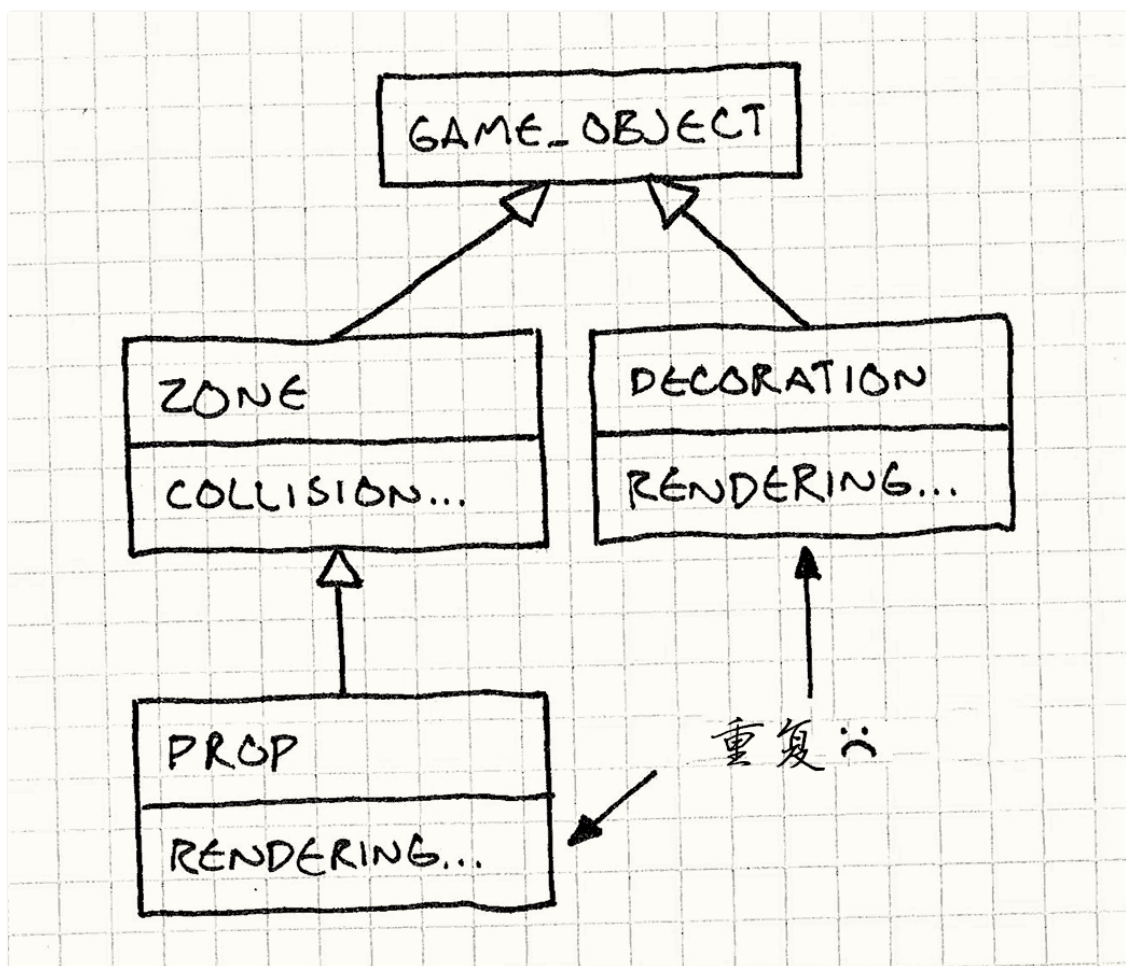 GAME_OBJECT
ZONE
COLLISION...
DECORATION
RENDERING...
PROP
RENDERING...
重复